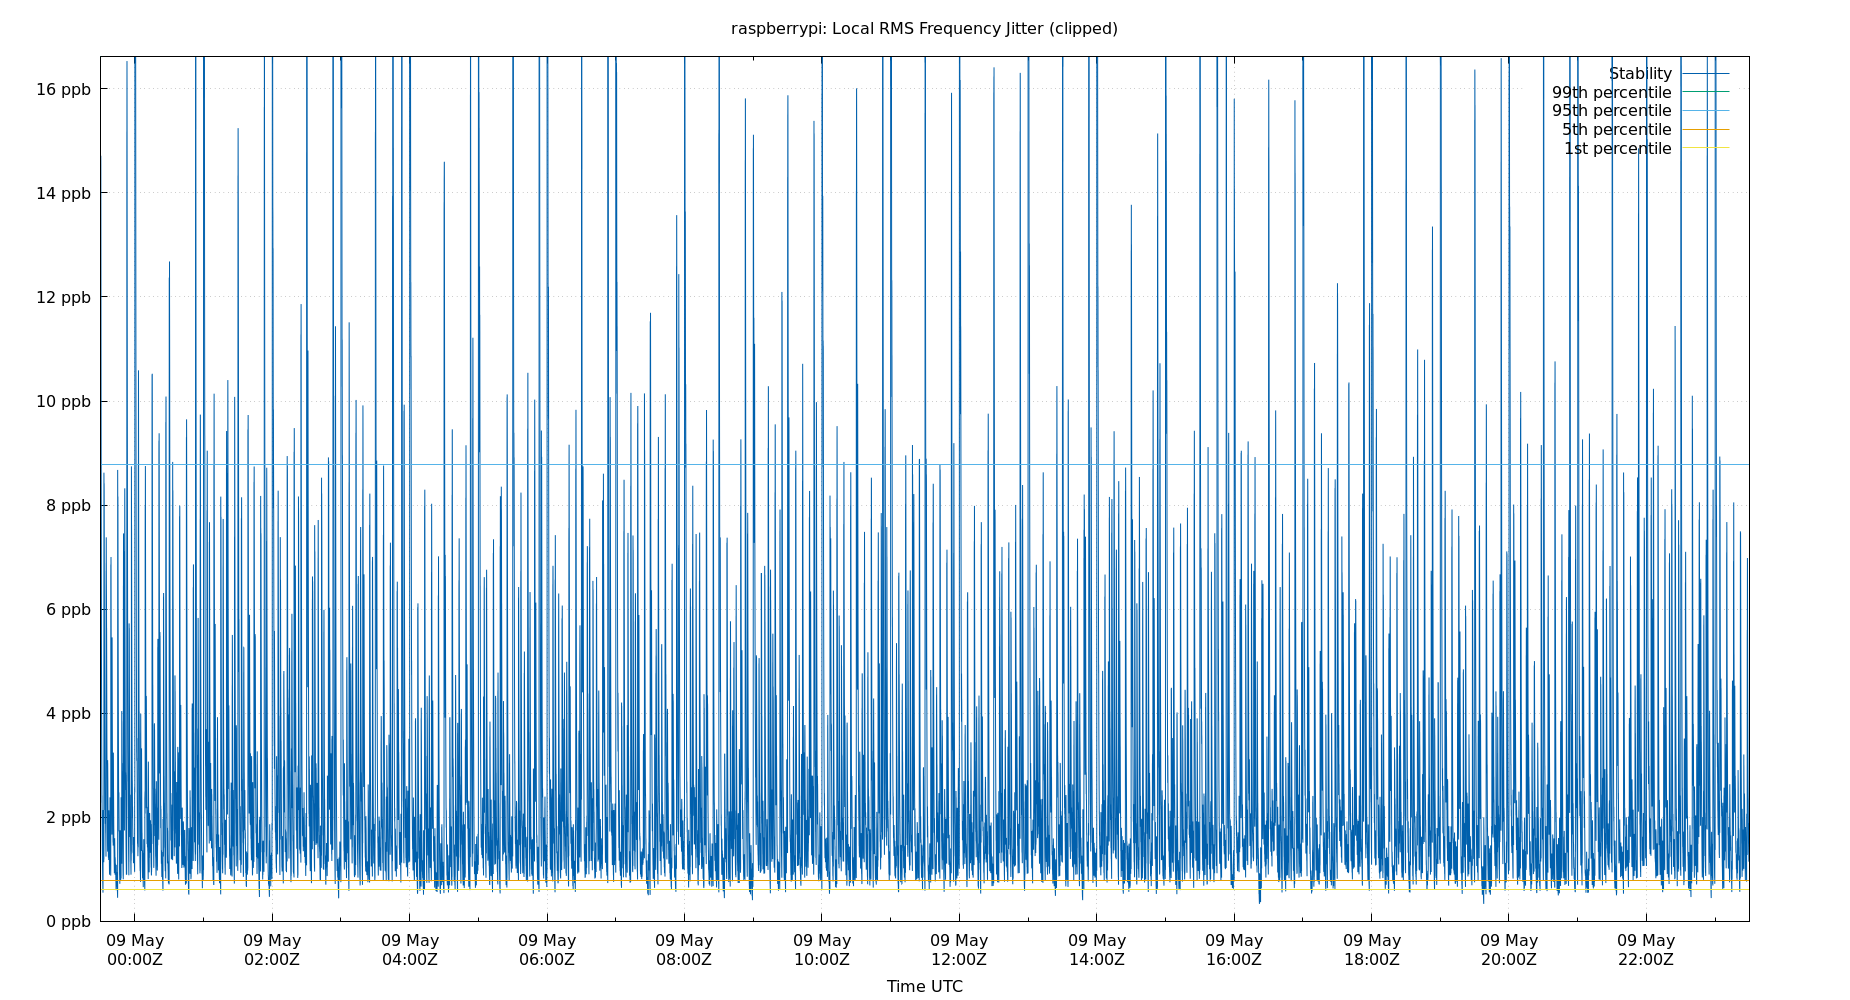 raspberrypi: Local RMS Frequency Jitter (clipped)
16 ppb
14 ppb
12 ppb
10 ppb
8 ppb
6 ppb
4 ppb
2 ppb
0 ppb
Stability
99th percentile
95th percentile
5th percentile
1st percentile
09 May 09 May 09 May 09 May 09 May 09 May 09 May 09 May 09 May 09 May 09 May 09 May
00:00Z 02:00Z 04:00Z 06:00Z 08:00Z 10:00Z 12:00Z 14:00Z 16:00Z 18:00Z 20:00Z 22:00Z
Time UTC